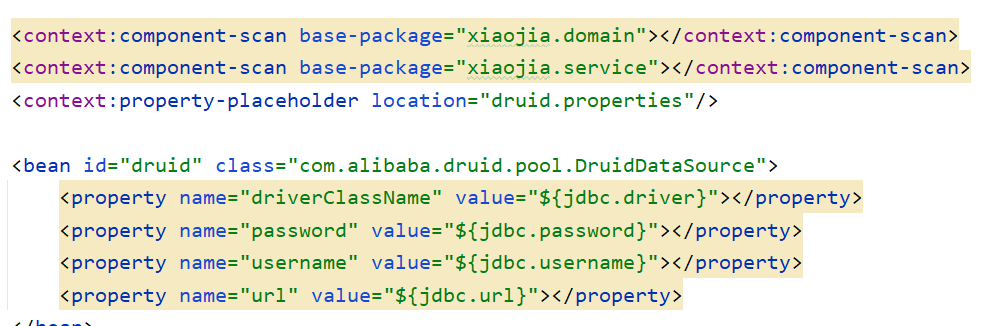 <context:component-scan base-package="xiaojia.domain"></context:component-scan>
<context:component-scan base-package="xiaojia.service"></context:component-scan>
<context:property-placeholder location="druid.properties"/>
<bean id="druid" class="com.alibaba.druid.pool.DruidDataSource">
<property name="driverClassName" value="${jdbc.driver}"></property>
<property name="password" value="${jdbc.password}"></property>
<property name="username" value="${jdbc.username}"></property>
<property name="url" value="${jdbc.url}"></property>
</bean>